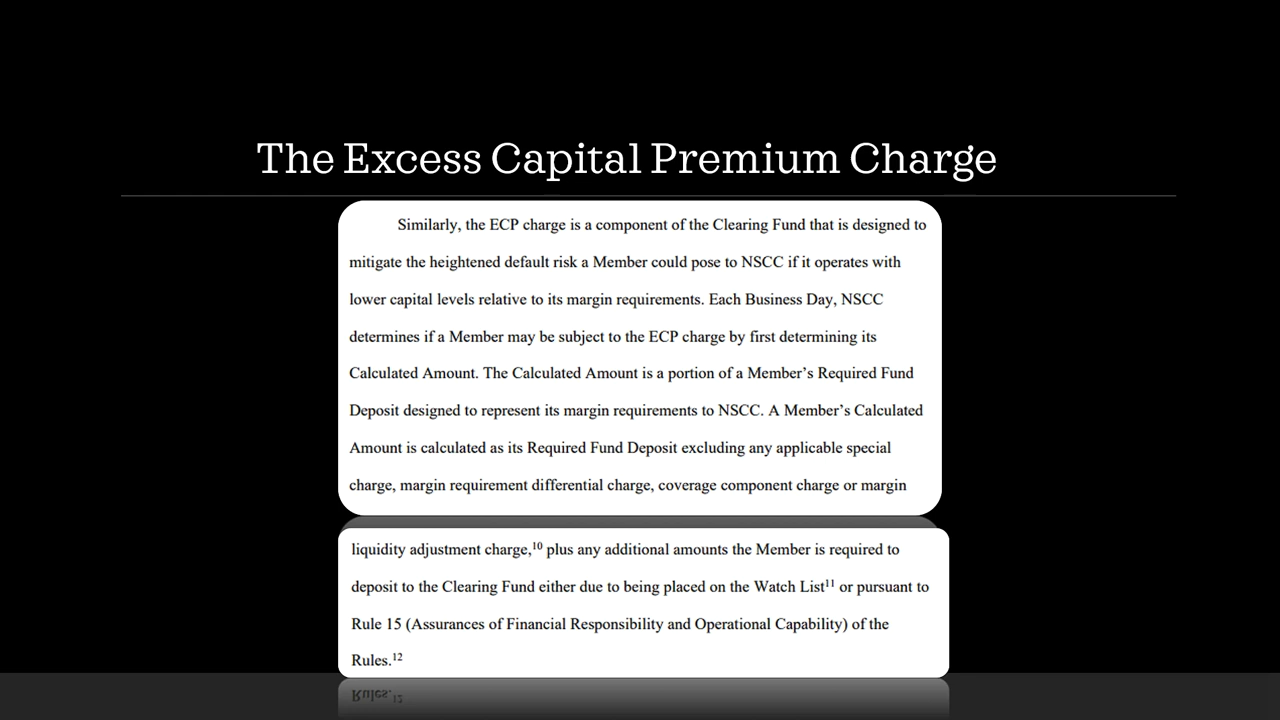 The Excess Capital Premium Charge
Similarly, the ECP charge is a component of the Clearing Fund that is designed to
mitigate the heightened default risk a Member could pose to NSCC if it operates with
lower capital levels relative to its margin requirements. Each Business Day, NSCC
determines if a Member may be subject to the ECP charge by first determining its
Calculated Amount. The Calculated Amount is a portion of a Member’s Required Fund
Deposit designed to represent its margin requirements to NSCC. A Member’s Calculated
Amount is calculated as its Required Fund Deposit excluding any applicable special
charge, margin requirement differential charge, coverage component charge or margin
liquidity adjustment charge,¹⁰ plus any additional amounts the Member is required to
deposit to the Clearing Fund either due to being placed on the Watch List¹¹ or pursuant to
Rule 15 (Assurances of Financial Responsibility and Operational Capability) of the
Rules.¹²